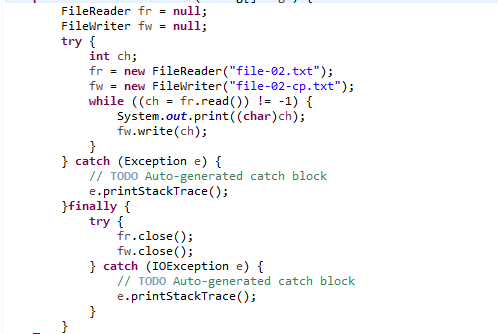 FileReader fr = null;
FileWriter fw = null;
try {
int ch;
fr = new FileReader("file-02.txt");
fw = new FileWriter("file-02-cp.txt");
while ((ch = fr.read()) != -1) {
System.out.print((char)ch);
fw.write(ch);
}
} catch (Exception e) {
// TODO Auto-generated catch block
e.printStackTrace();
}finally {
try {
fr.close();
fw.close();
} catch (IOException e) {
// TODO Auto-generated catch block
e.printStackTrace();
}
}